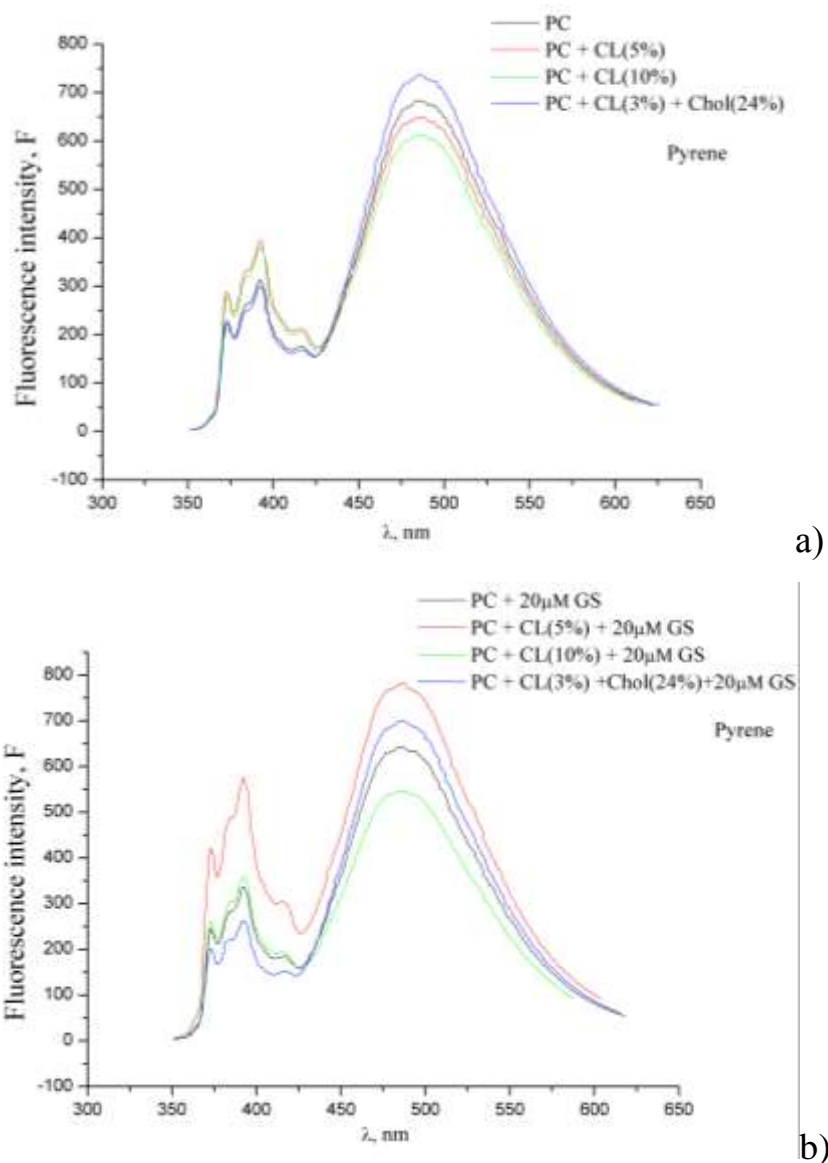 PC
PC + CL(5%)
PC + CL(10%)
PC + CL(3%) + Chol(24%)
Pyrene
Fluorescence intensity, F
800
700
600
500
400
300
200
100
0
-100
300 350 400 450 500 550 600 650
λ, nm
a)
PC + 20μM GS
PC + CL(5%) + 20μM GS
PC + CL(10%) + 20μM GS
PC + CL(3%) +Chol(24%)+20μM GS
Pyrene
Fluorescence intensity, F
800
700
600
500
400
300
200
100
0
-100
300 350 400 450 500 550 600 650
λ, nm
b)